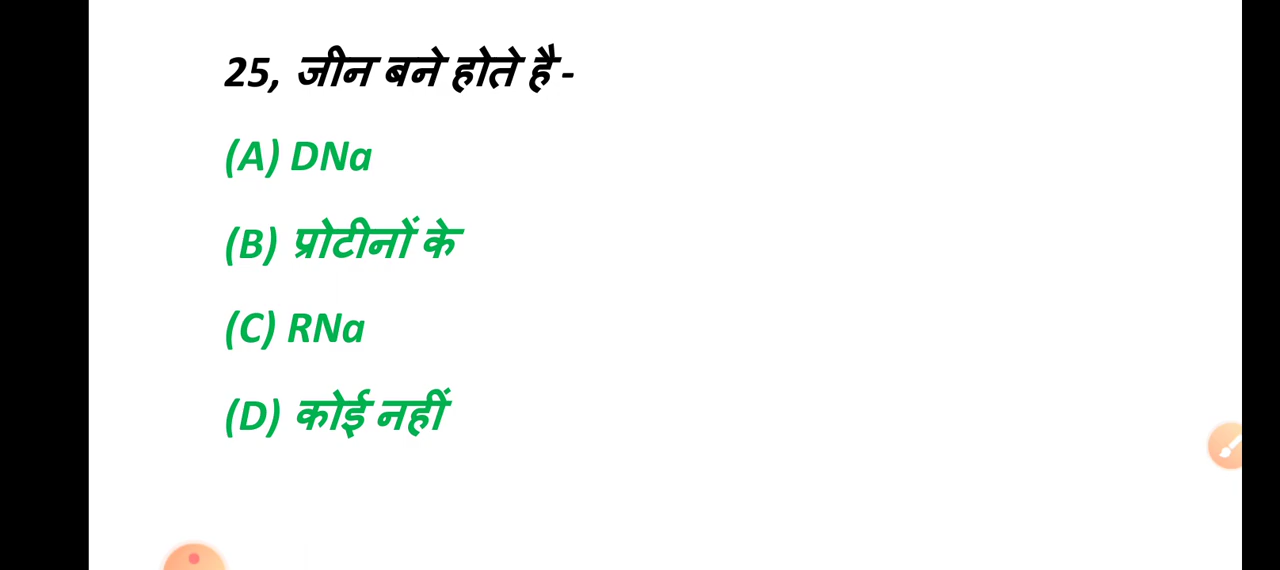 25, जीन बने होते है -
(A) DNa
(B) प्रोटीनों के
(C) RNa
(D) कोई नहीं